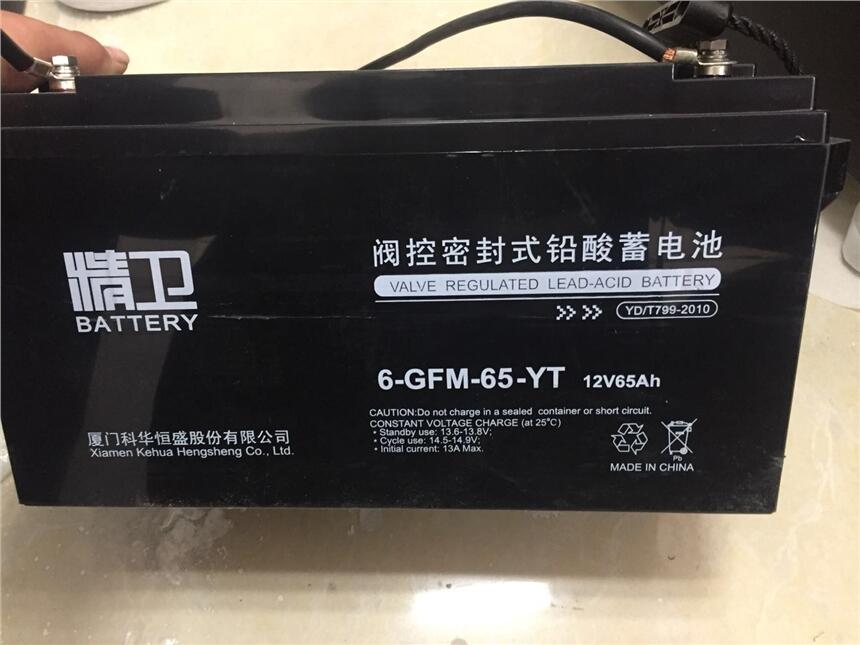 精卫
BATTERY
阀控密封式铅酸蓄电池
VALVE REGULATED LEAD-ACID BATTERY
YD/T799-2010
6-GFM-65-YT 12V65Ah
CAUTION:Do not charge in a sealed container or short circuit.
CONSTANT VOLTAGE CHARGE (at 25°C)
• Standby use: 13.6-13.8V;
• Cycle use: 14.5-14.9V;
• Initial current: 13A Max.
厦门科华恒盛股份有限公司
Xiamen Kehua Hengsheng Co., Ltd.
Pb
MADE IN CHINA